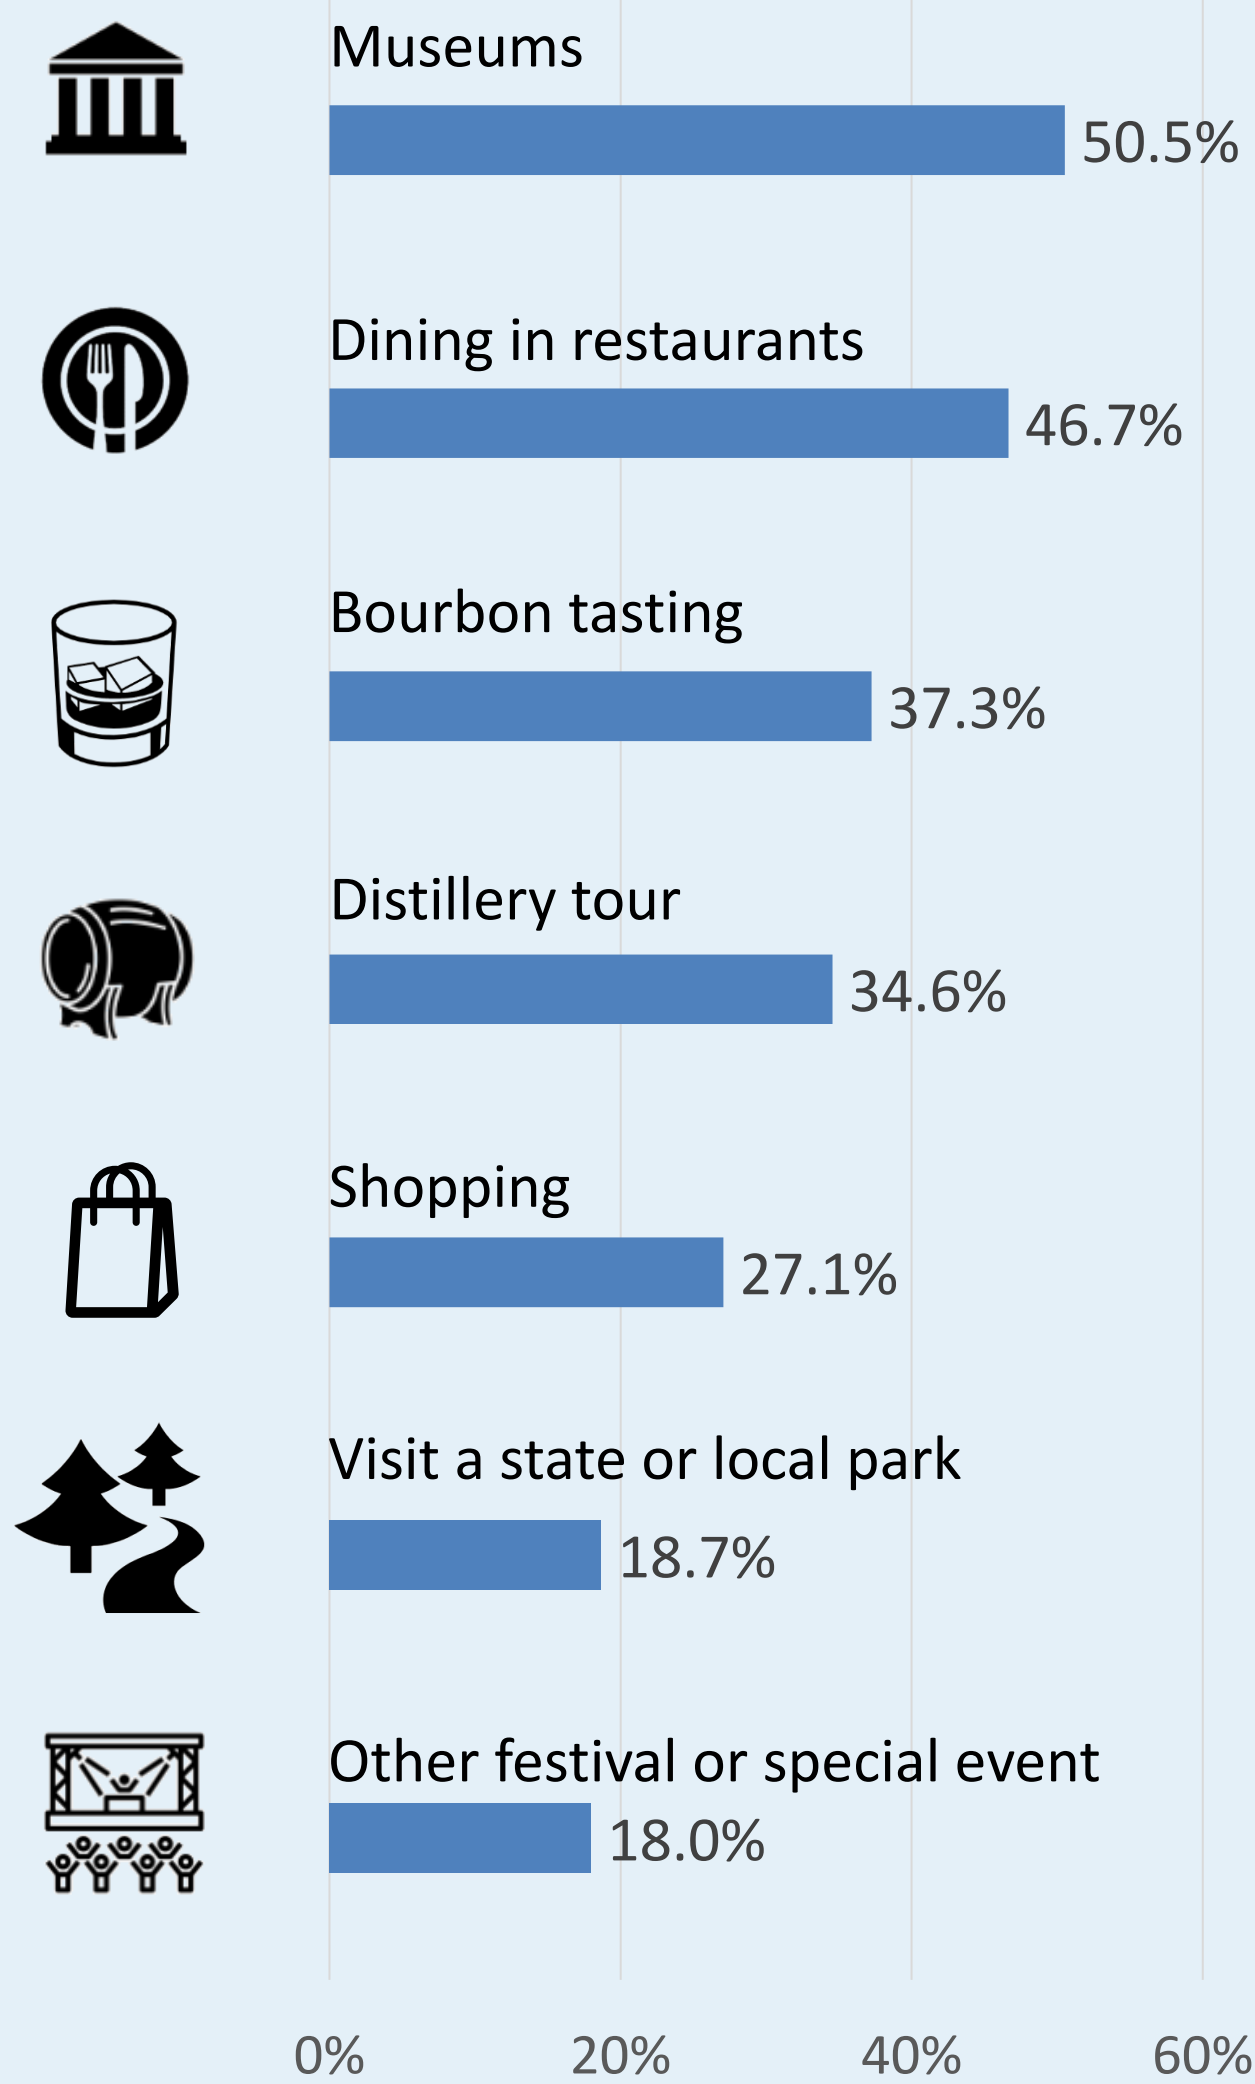 Museums
50.5%
Dining in restaurants
46.7%
Bourbon tasting
37.3%
Distillery tour
34.6%
Shopping
27.1%
Visit a state or local park
18.7%
Other festival or special event
18.0%
0% 20% 40% 60%